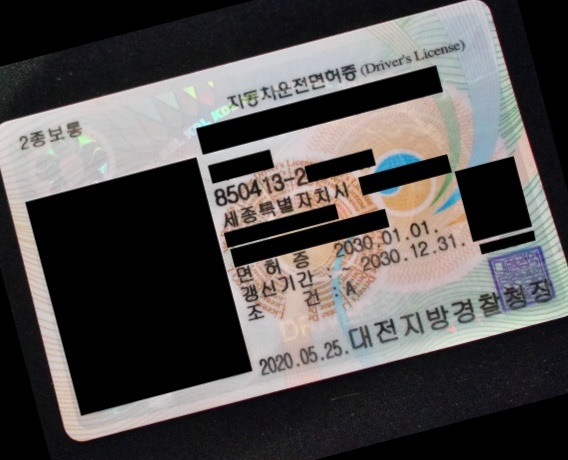 자동차운전면허증 (Driver's License)
2종보통
850413-2
세종특별자치시
면 허 증 2030.01.01.
갱신기간 ~ 2030.12.31.
조 건 : A
2020.05.25. 대전지방경찰청장